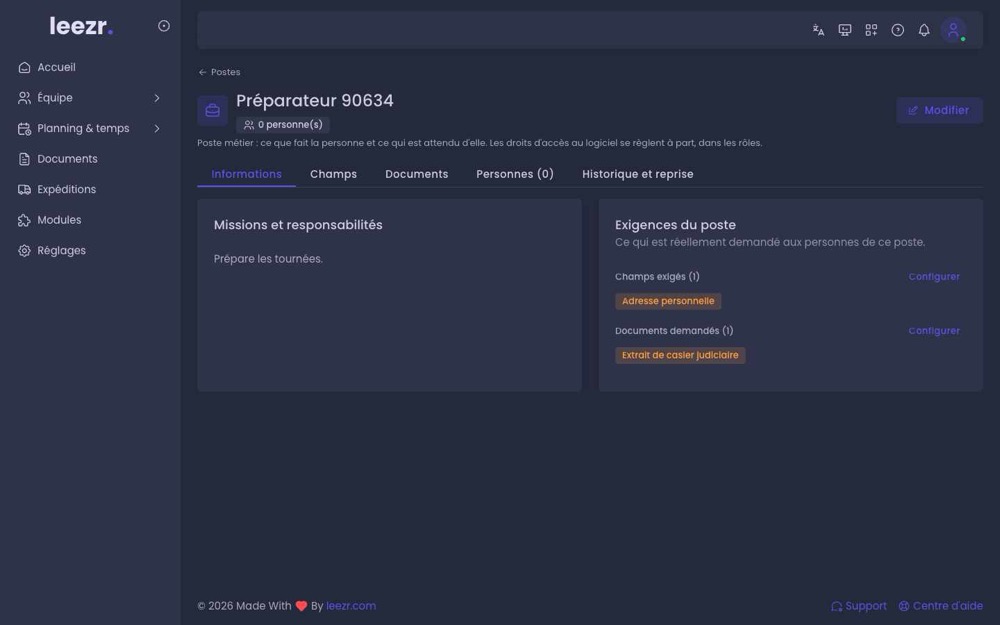 leezr.
Accueil
Équipe
Planning & temps
Documents
Expéditions
Modules
Réglages
← Postes
Préparateur 90634
0 personne(s)
Modifier
Poste métier : ce que fait la personne et ce qui est attendu d'elle. Les droits d'accès au logiciel se règlent à part, dans les rôles.
Informations Champs Documents Personnes (0) Historique et reprise
Missions et responsabilités
Prépare les tournées.
Exigences du poste
Ce qui est réellement demandé aux personnes de ce poste.
Champs exigés (1) Configurer
Adresse personnelle
Documents demandés (1) Configurer
Extrait de casier judiciaire
© 2026 Made With ❤ By leezr.com
Support Centre d'aide